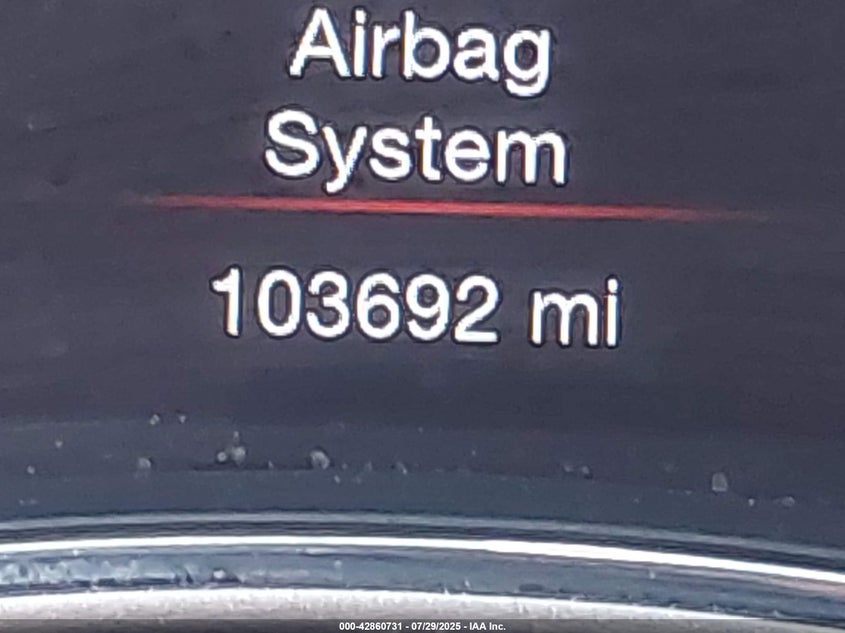 Airbag
System
103692 mi
000-42860731 - 07/29/2025 - IAA Inc.